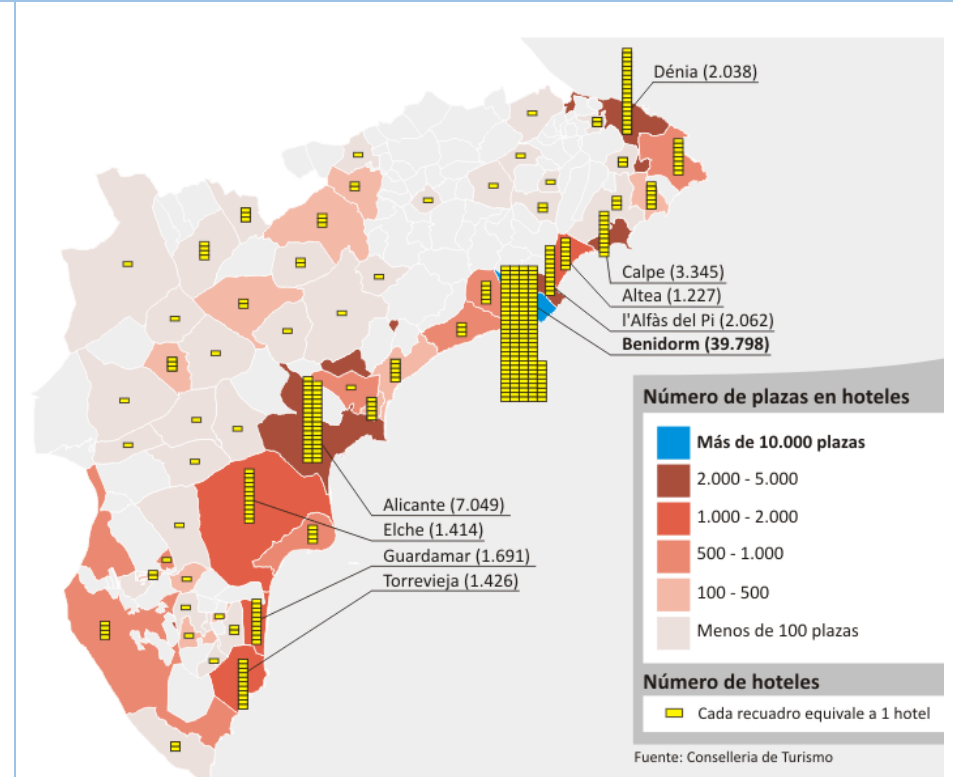 Dénia (2.038)
Calpe (3.345)
Altea (1.227)
l'Alfàs del Pi (2.062)
Benidorm (39.798)
Alicante (7.049)
Elche (1.414)
Guardamar (1.691)
Torrevieja (1.426)
Número de plazas en hoteles
Más de 10.000 plazas
2.000 - 5.000
1.000 - 2.000
500 - 1.000
100 - 500
Menos de 100 plazas
Número de hoteles
Cada recuadro equivale a 1 hotel
Fuente: Conselleria de Turismo